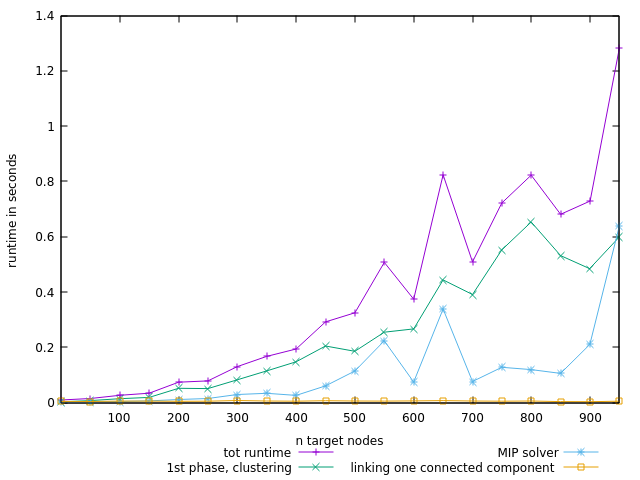 1.4
1.2
1
0.8
0.6
0.4
0.2
0
runtime in seconds
100 200 300 400 500 600 700 800 900
n target nodes
tot runtime MIP solver
1st phase, clustering linking one connected component